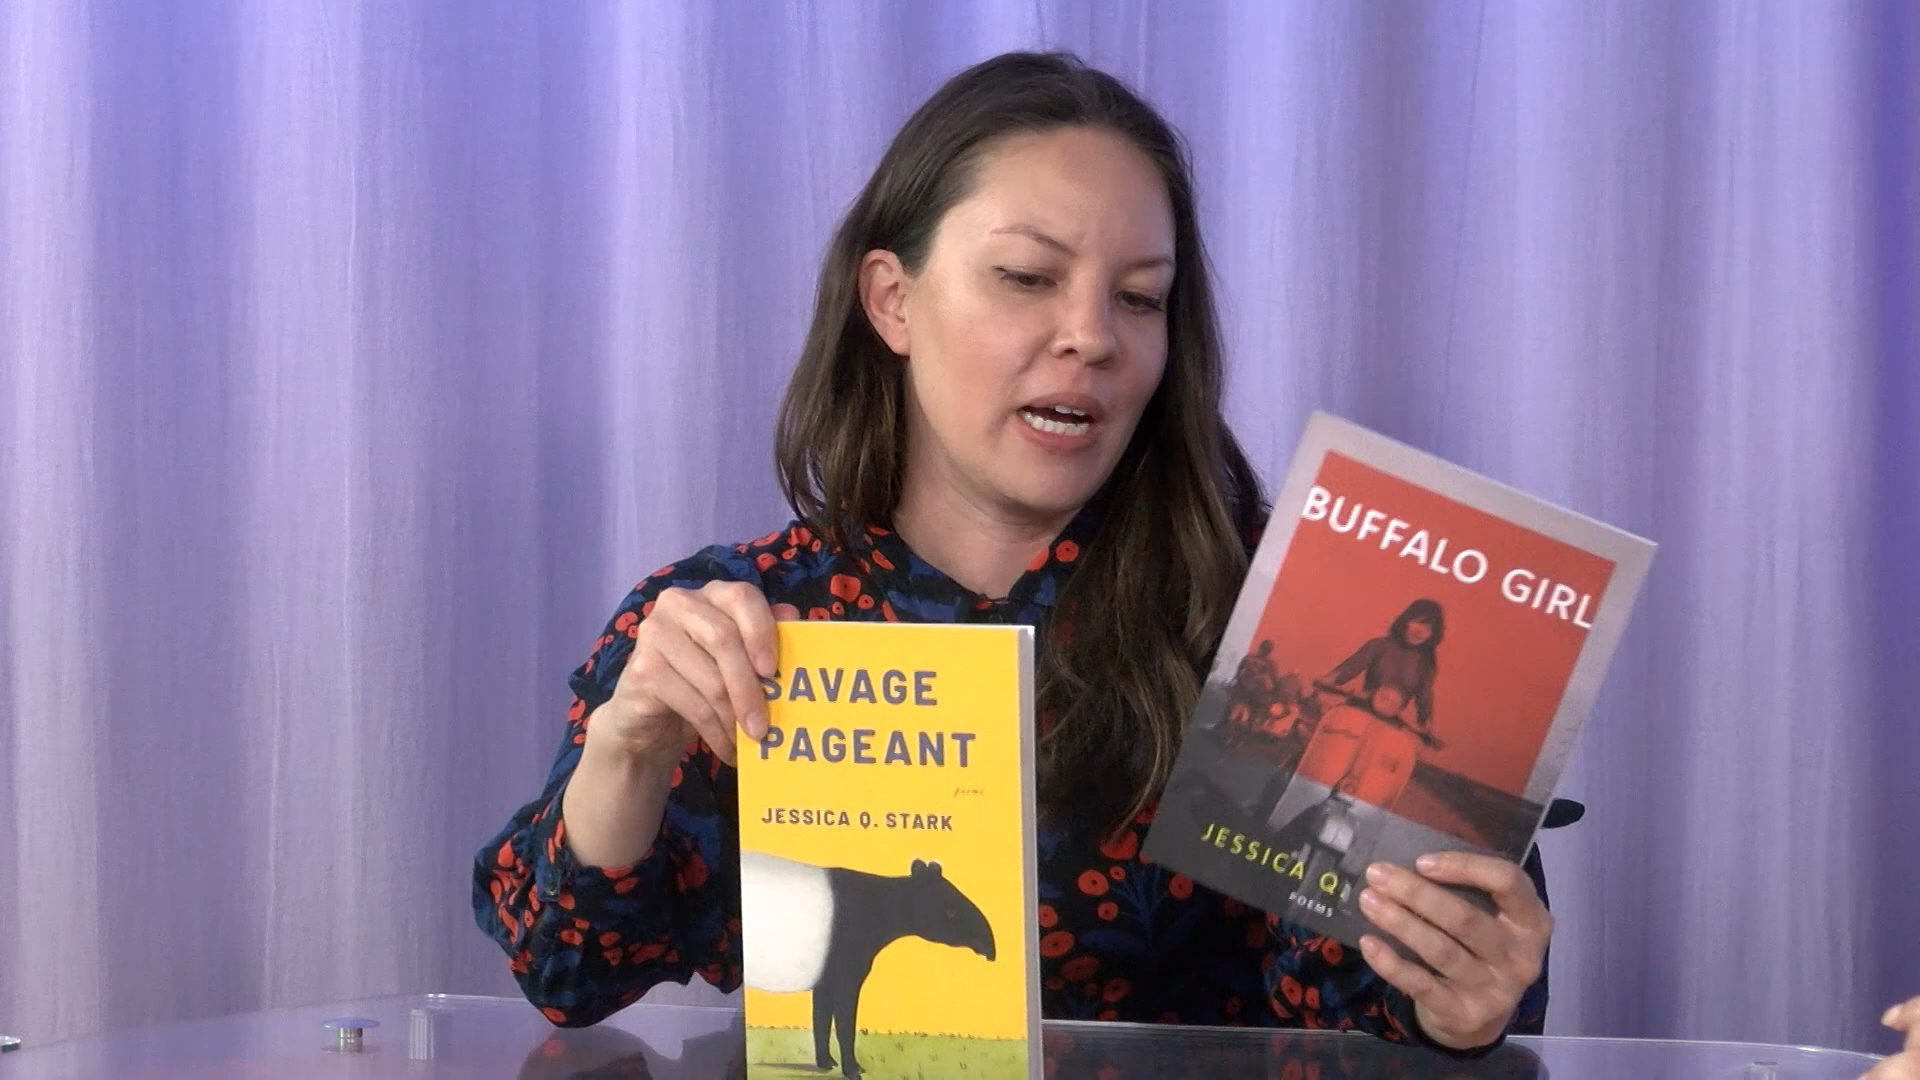 SAVAGE
PAGEANT
poems
JESSICA Q. STARK
BUFFALO GIRL
JESSICA Q.
POEMS